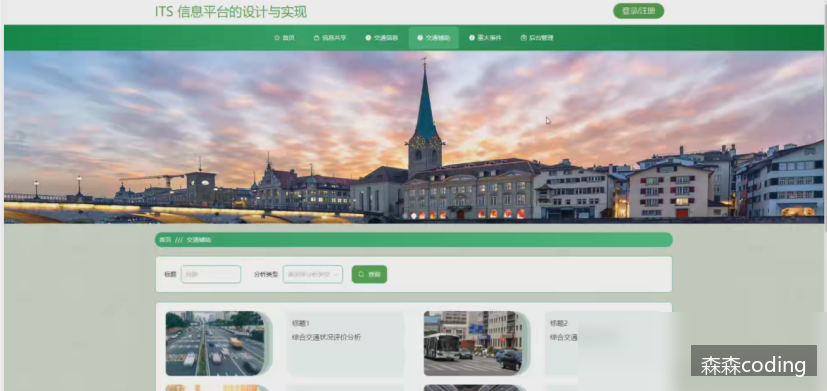 ITS 信息平台的设计与实现
登录/注册
首页 信息共享 交通信息 交通辅助 重大事件 后台管理
首页 /// 交通辅助
标题 标题 分析类型 请选择分析类型 查询
标题1
综合交通状况评价分析
标题2
综合交通
森森coding